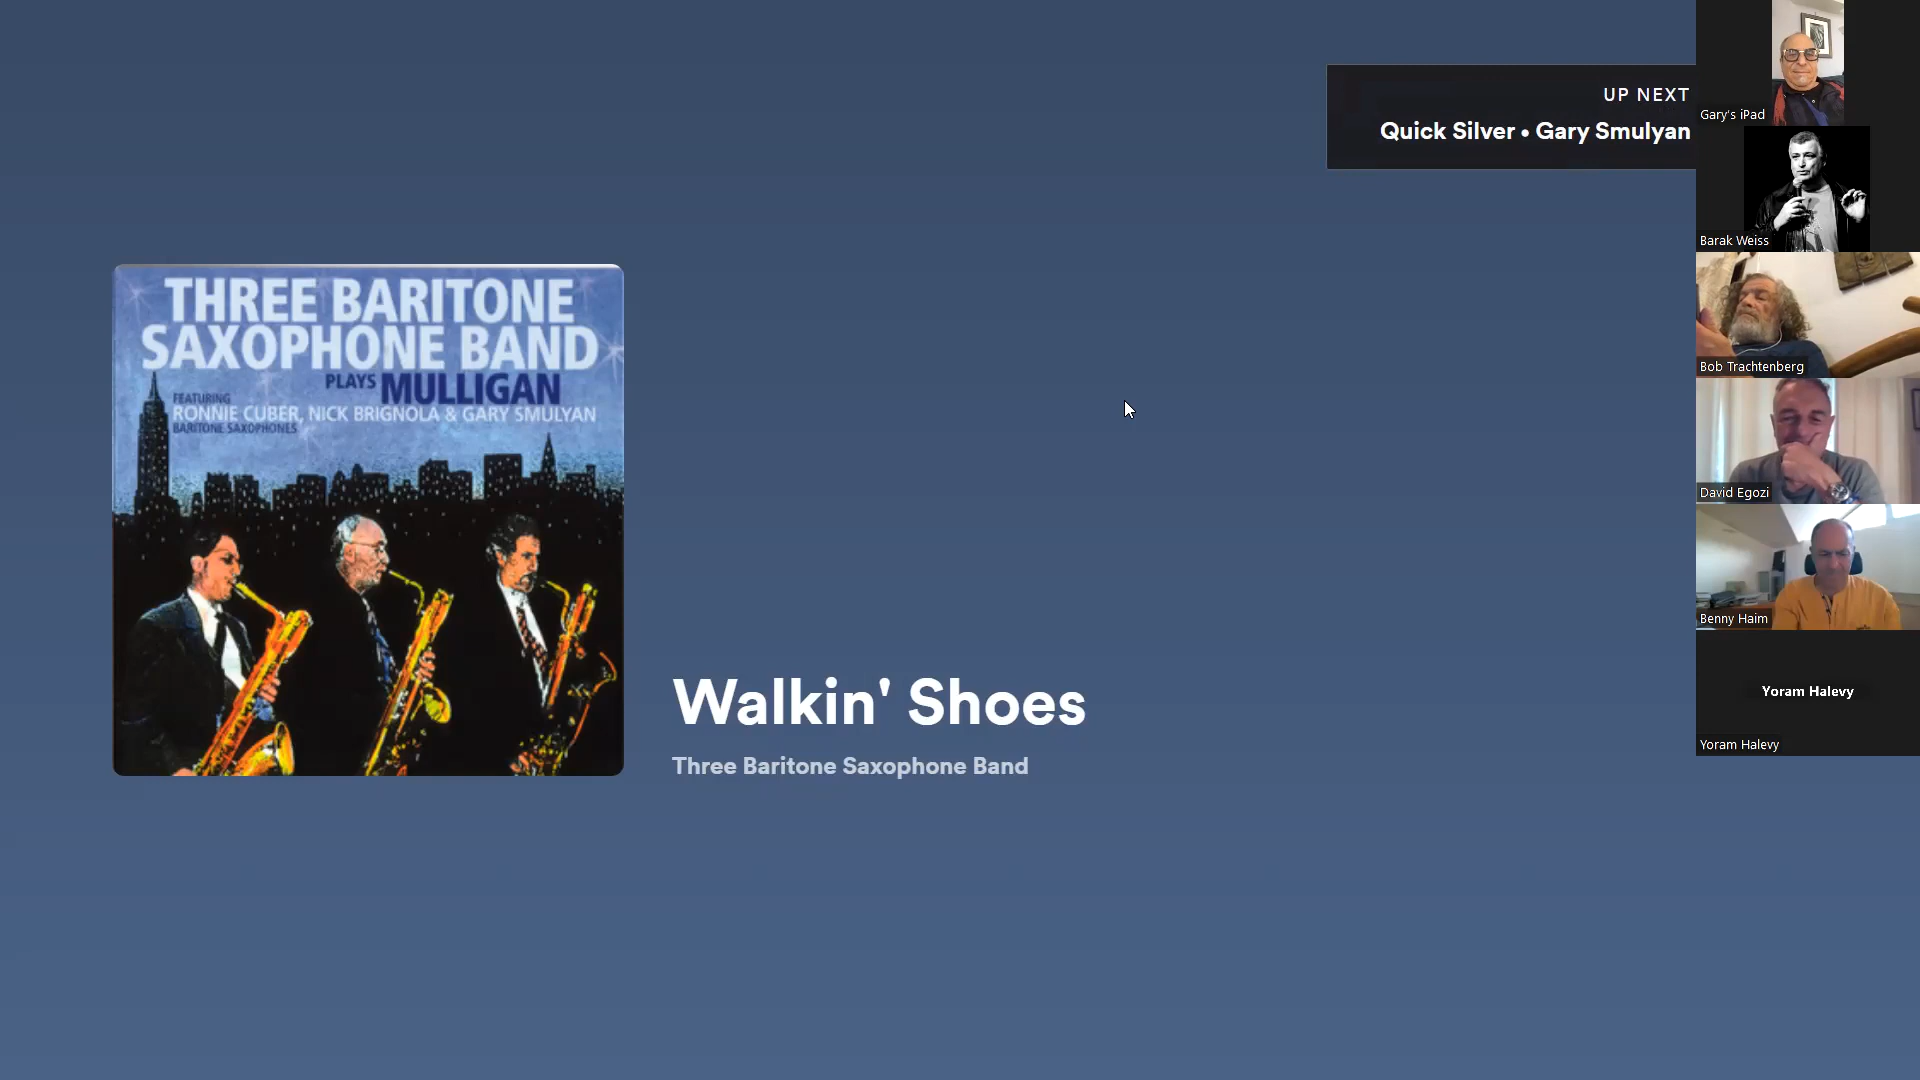 UP NEXT
Quick Silver • Gary Smulyan
THREE BARITONE
SAXOPHONE BAND
PLAYS MULLIGAN
FEATURING
RONNIE CUBER, NICK BRIGNOLA & GARY SMULYAN
BARITONE SAXOPHONES
Walkin' Shoes
Three Baritone Saxophone Band
Gary's iPad
Barak Weiss
Bob Trachtenberg
David Egozi
Benny Haim
Yoram Halevy
Yoram Halevy